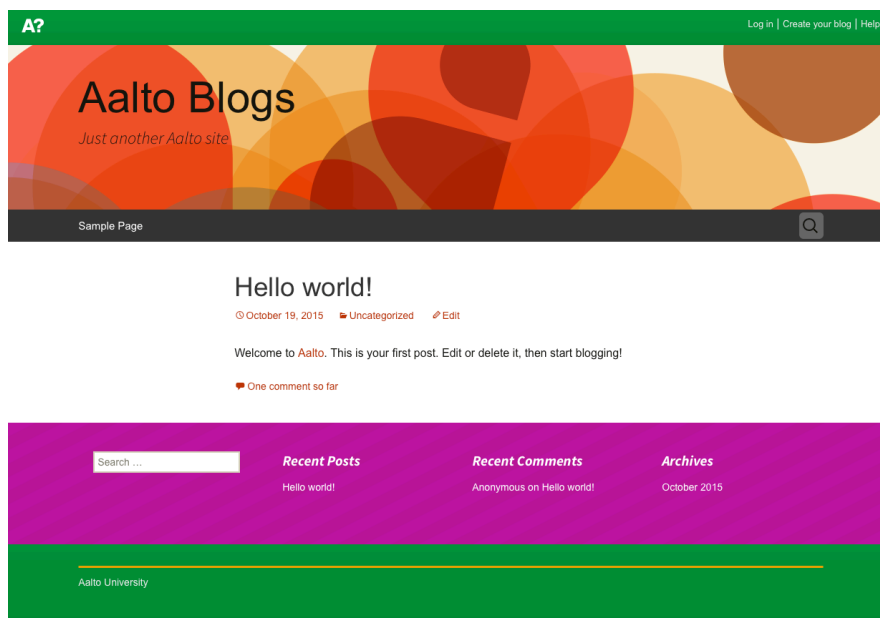 A?
Log in | Create your blog | Help
Aalto Blogs
Just another Aalto site
Sample Page
Hello world!
October 19, 2015 Uncategorized Edit
Welcome to Aalto. This is your first post. Edit or delete it, then start blogging!
One comment so far
Search …
Recent Posts
Hello world!
Recent Comments
Anonymous on Hello world!
Archives
October 2015
Aalto University